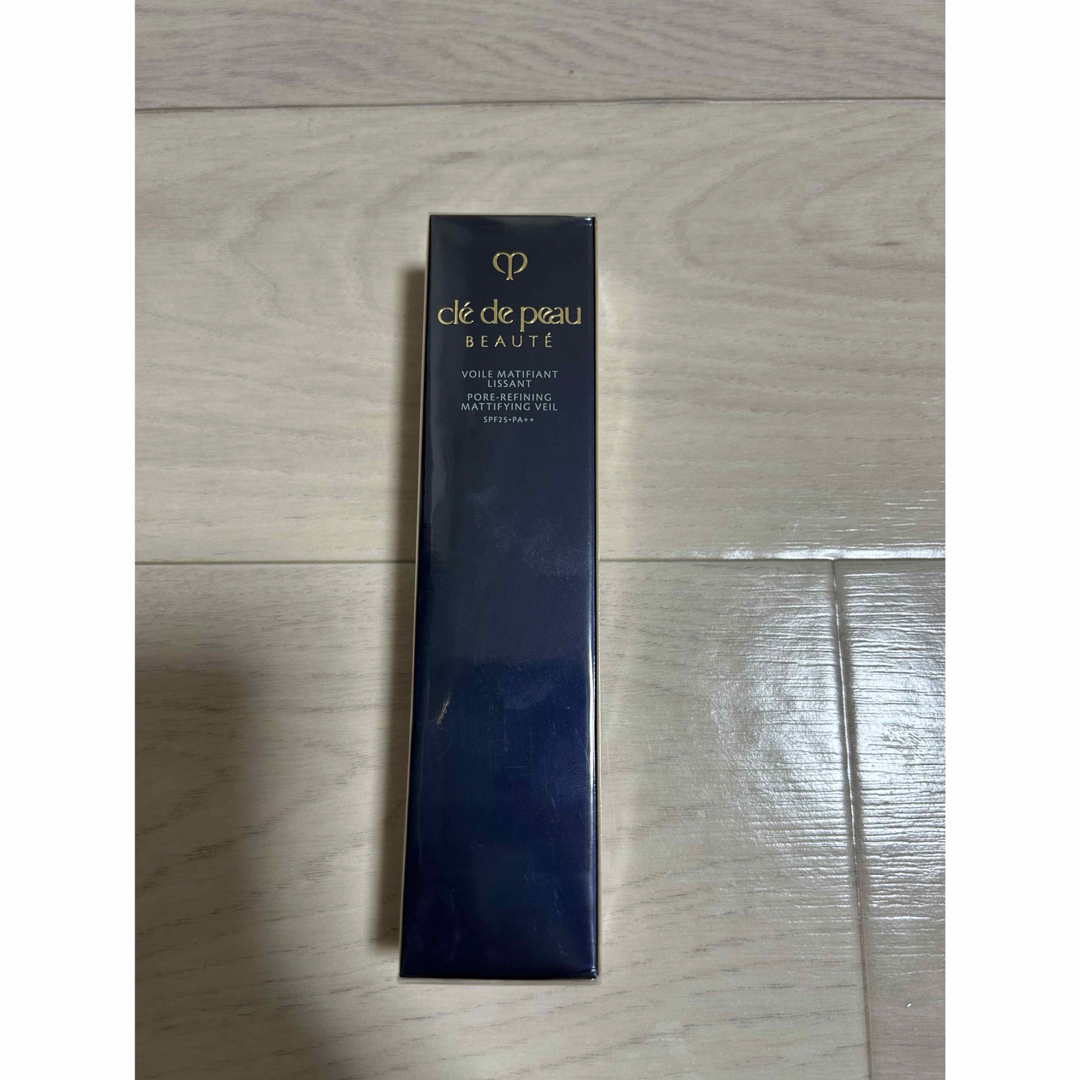 clé de peau
BEAUTÉ
VOILE MATIFIANT
LISSANT
PORE-REFINING
MATTIFYING VEIL
SPF25・PA++